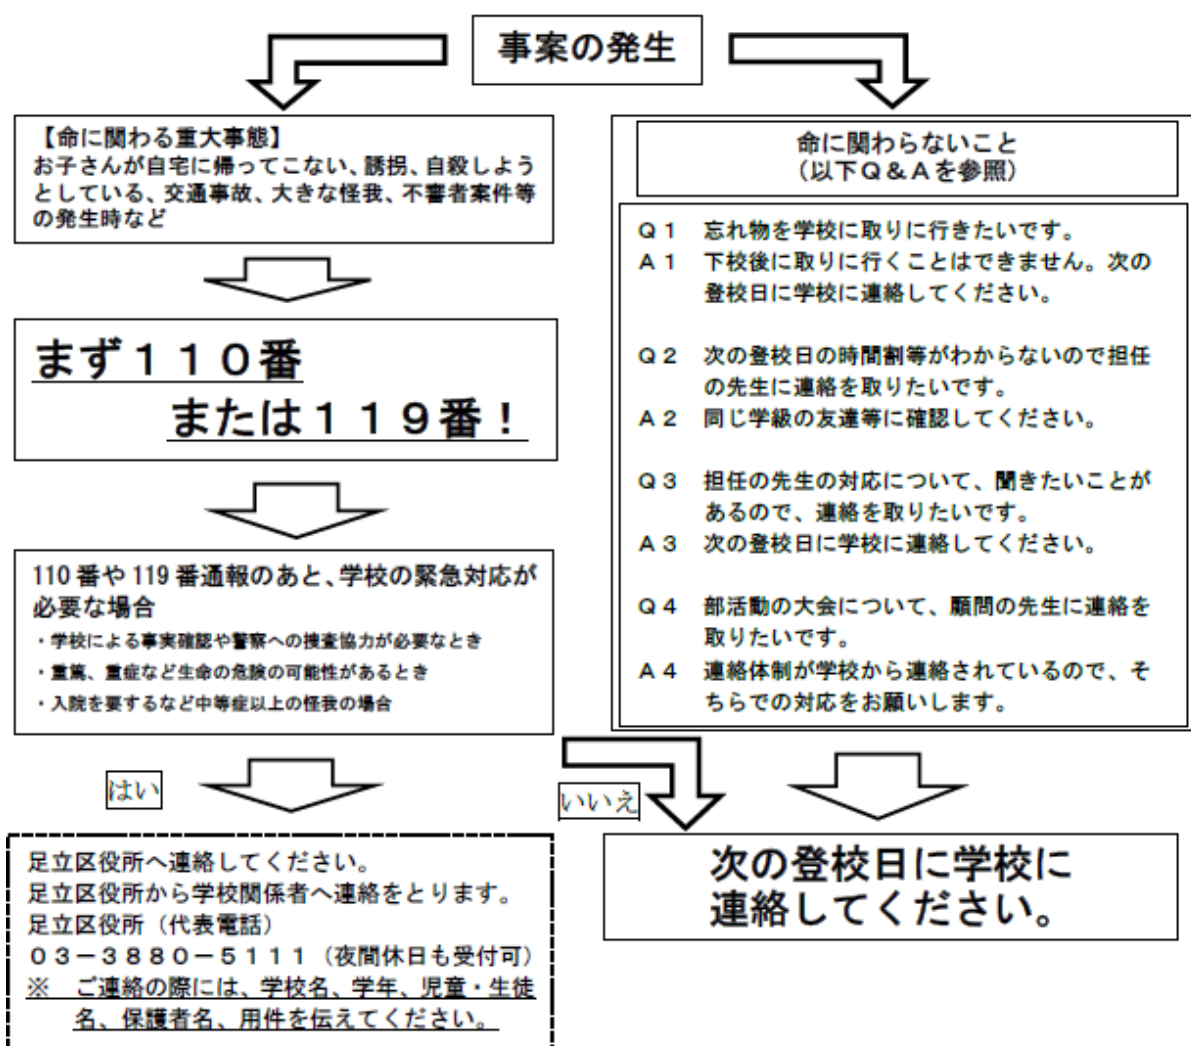 事案の発生
【命に関わる重大事態】
お子さんが自宅に帰ってこない、誘拐、自殺しよう
としている、交通事故、大きな怪我、不審者案件等
の発生時など
まず１１０番
または１１９番！
110番や119番通報のあと、学校の緊急対応が
必要な場合
・学校による事実確認や警察への捜査協力が必要なとき
・重篤、重症など生命の危険の可能性があるとき
・入院を要するなど中等症以上の怪我の場合
はい
いいえ
足立区役所へ連絡してください。
足立区役所から学校関係者へ連絡をとります。
足立区役所（代表電話）
０３－３８８０－５１１１（夜間休日も受付可）
※　ご連絡の際には、学校名、学年、児童・生徒
名、保護者名、用件を伝えてください。
命に関わらないこと
（以下Ｑ＆Ａを参照）
Ｑ１　忘れ物を学校に取りに行きたいです。
Ａ１　下校後に取りに行くことはできません。次の
登校日に学校に連絡してください。
Ｑ２　次の登校日の時間割等がわからないので担任
の先生に連絡を取りたいです。
Ａ２　同じ学級の友達等に確認してください。
Ｑ３　担任の先生の対応について、聞きたいことが
あるので、連絡を取りたいです。
Ａ３　次の登校日に学校に連絡してください。
Ｑ４　部活動の大会について、顧問の先生に連絡を
取りたいです。
Ａ４　連絡体制が学校から連絡されているので、そ
ちらでの対応をお願いします。
次の登校日に学校に
連絡してください。